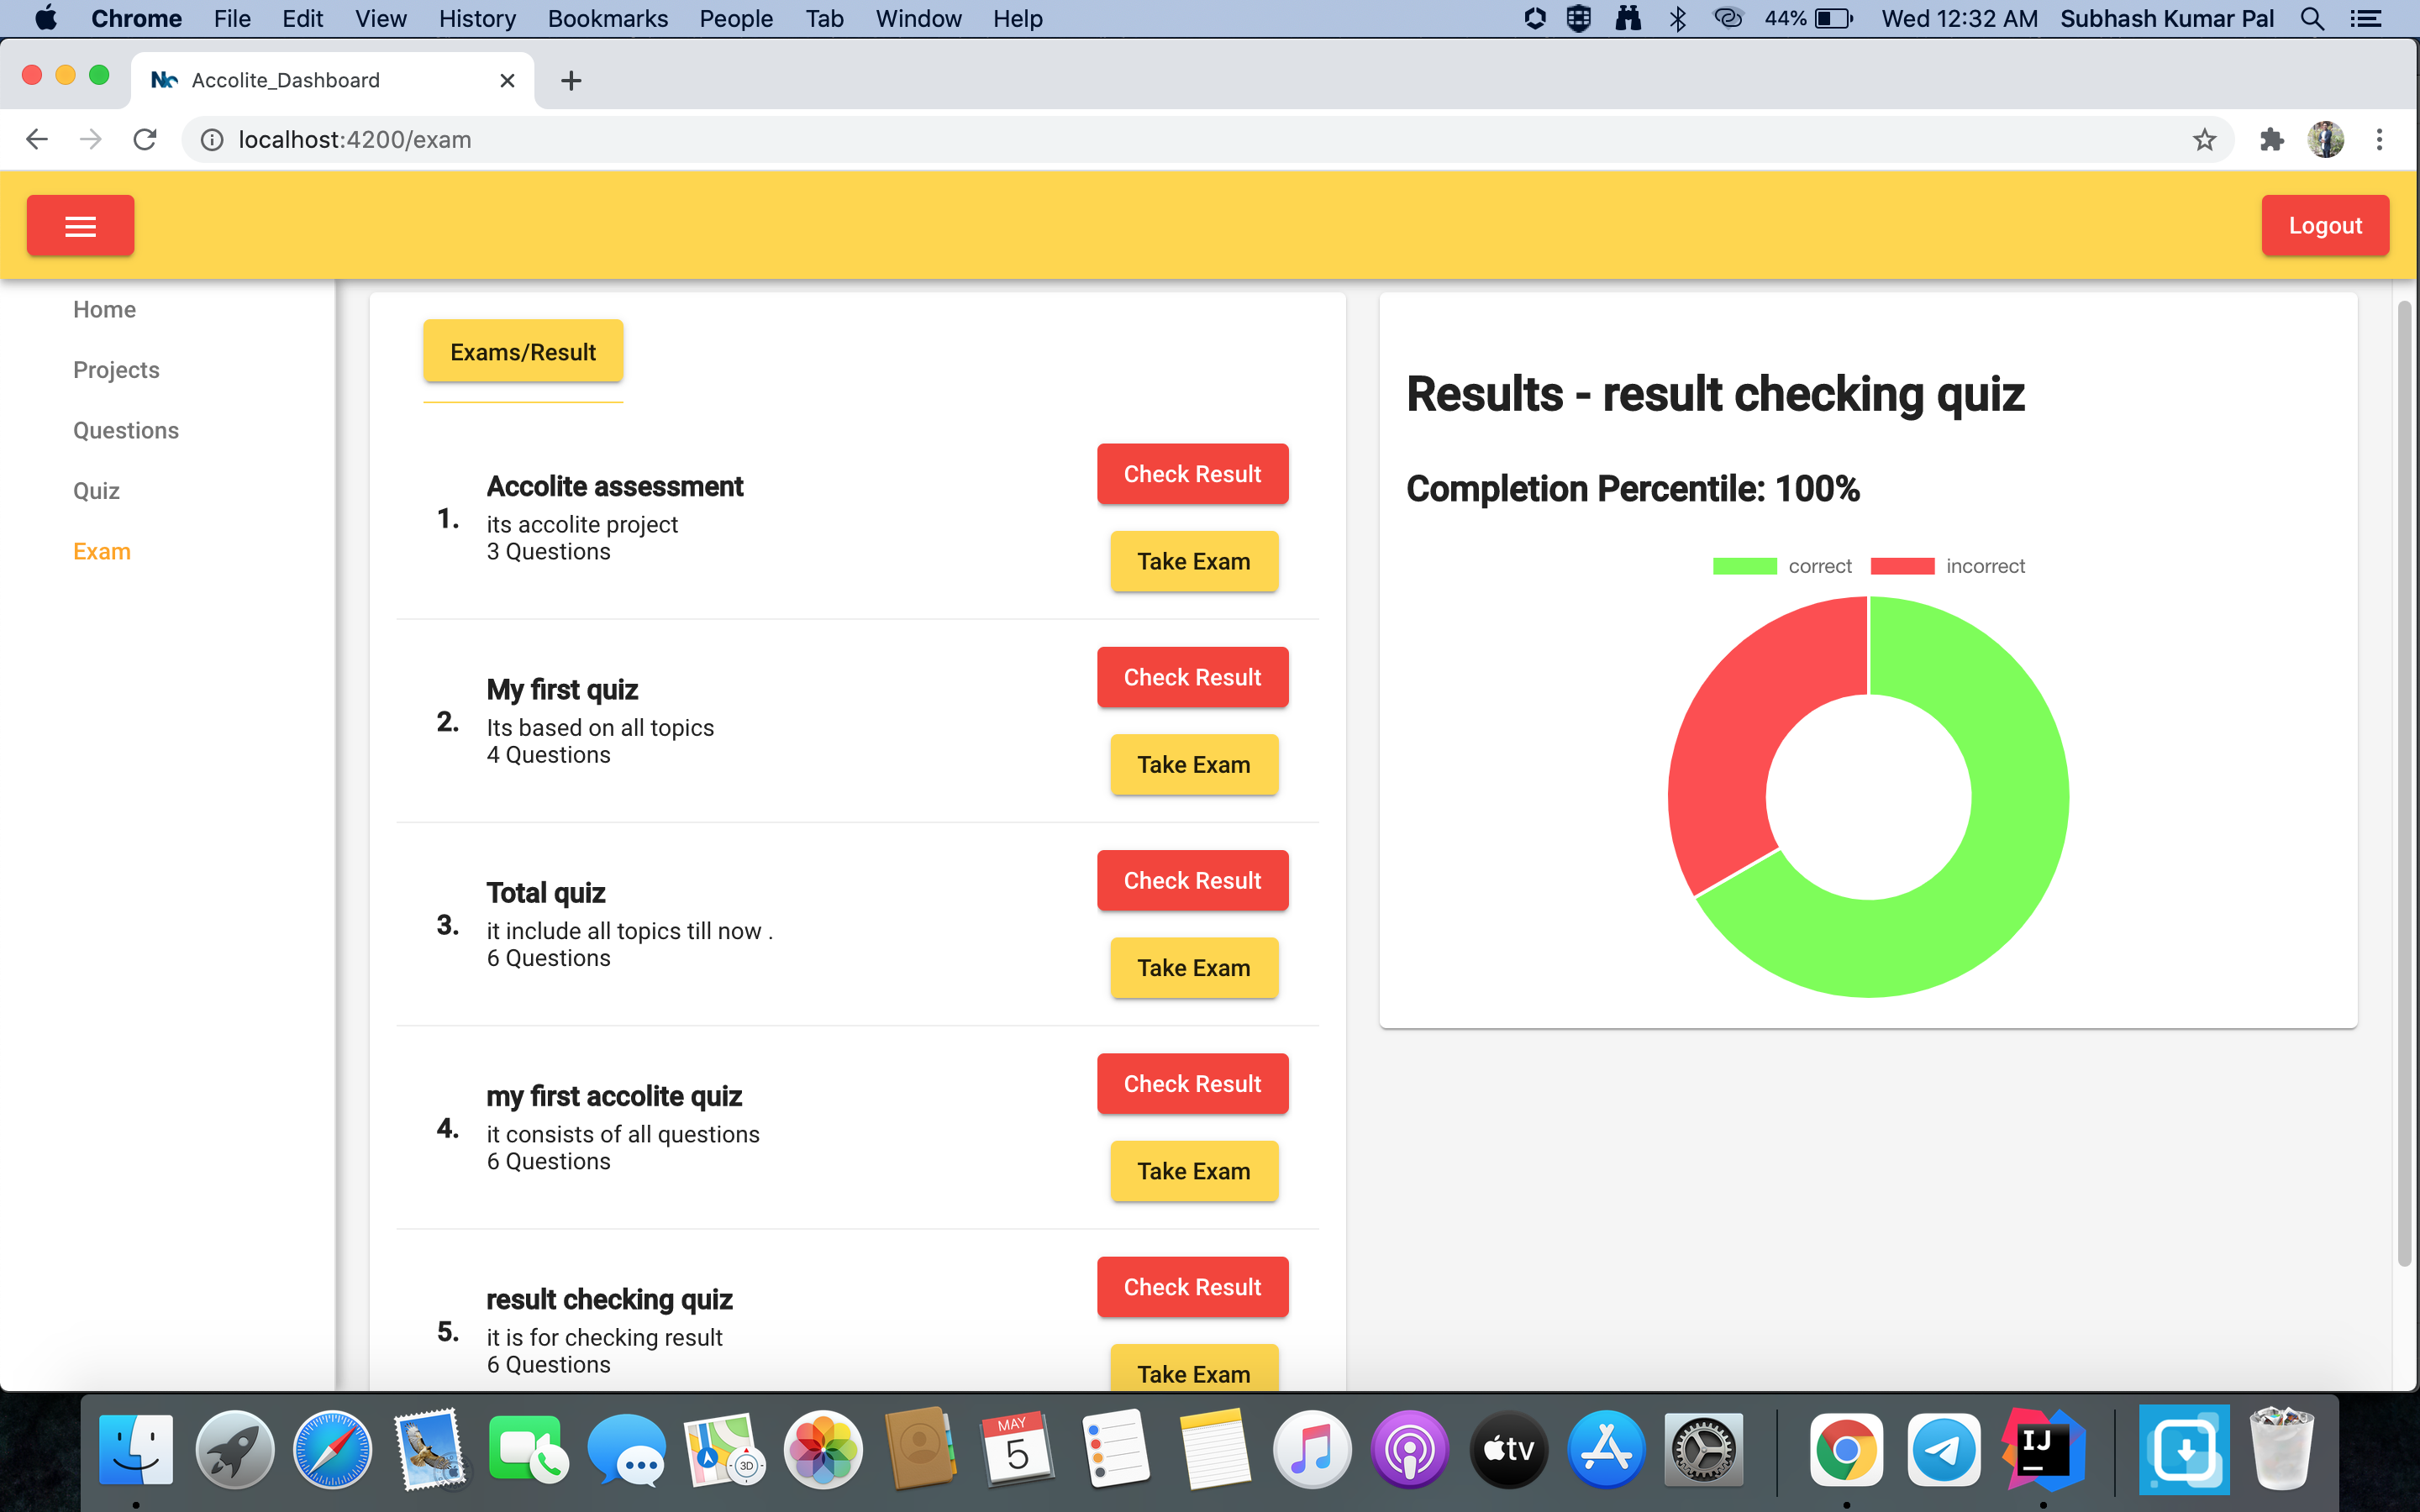 Chrome File Edit View History Bookmarks People Tab Window Help 44% Wed 12:32 AM Subhash Kumar Pal
Accolite_Dashboard
localhost:4200/exam
Logout
Home
Projects
Questions
Quiz
Exam
Exams/Result
1.
Accolite assessment
its accolite project
3 Questions
Check Result
Take Exam
2.
My first quiz
Its based on all topics
4 Questions
Check Result
Take Exam
3.
Total quiz
it include all topics till now .
6 Questions
Check Result
Take Exam
4.
my first accolite quiz
it consists of all questions
6 Questions
Check Result
Take Exam
5.
result checking quiz
it is for checking result
6 Questions
Check Result
Take Exam
Results - result checking quiz
Completion Percentile: 100%
correct incorrect
3D
MAY
5
tv
IJ